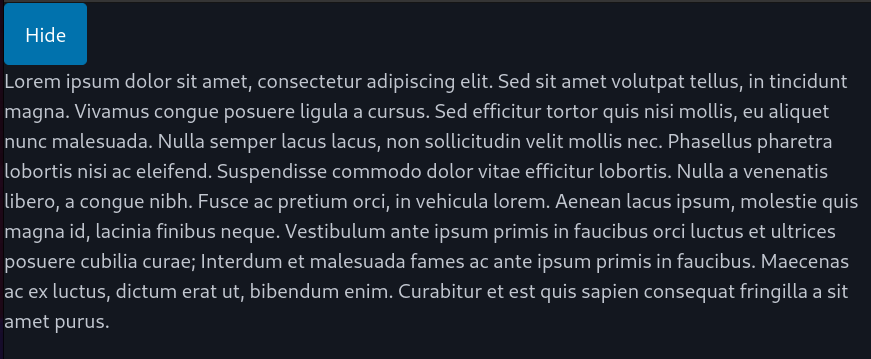 Hide
Lorem ipsum dolor sit amet, consectetur adipiscing elit. Sed sit amet volutpat tellus, in tincidunt
magna. Vivamus congue posuere ligula a cursus. Sed efficitur tortor quis nisi mollis, eu aliquet
nunc malesuada. Nulla semper lacus lacus, non sollicitudin velit mollis nec. Phasellus pharetra
lobortis nisi ac eleifend. Suspendisse commodo dolor vitae efficitur lobortis. Nulla a venenatis
libero, a congue nibh. Fusce ac pretium orci, in vehicula lorem. Aenean lacus ipsum, molestie quis
magna id, lacinia finibus neque. Vestibulum ante ipsum primis in faucibus orci luctus et ultrices
posuere cubilia curae; Interdum et malesuada fames ac ante ipsum primis in faucibus. Maecenas
ac ex luctus, dictum erat ut, bibendum enim. Curabitur et est quis sapien consequat fringilla a sit
amet purus.